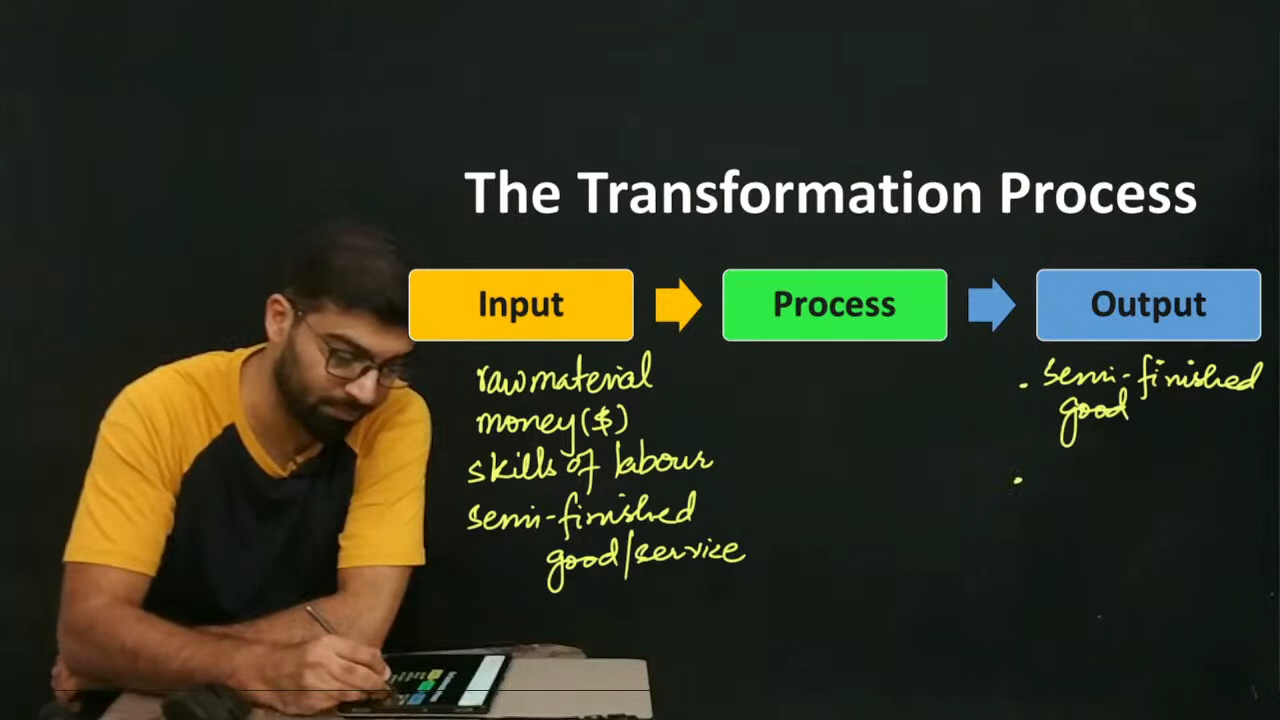 The Transformation Process
Input
Process
Output
raw material
money($)
skills of labour
semi-finished
good/service
. semi-finished
good
.